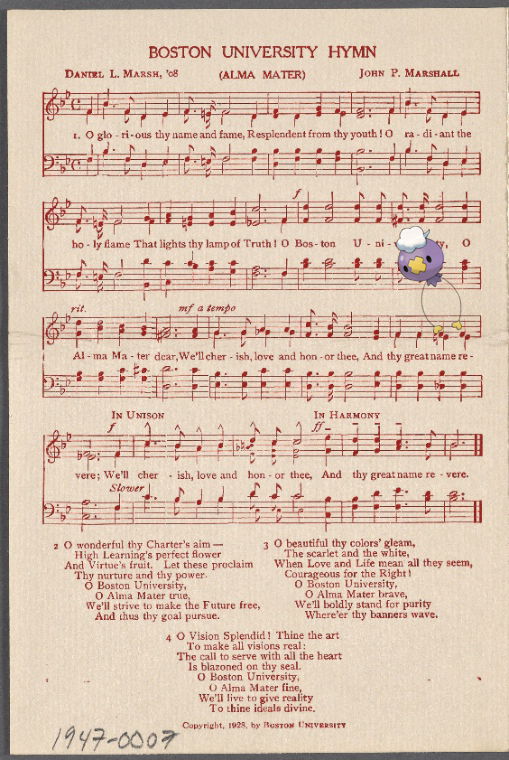 BOSTON UNIVERSITY HYMN
DANIEL L. MARSH, '08 (ALMA MATER) JOHN P. MARSHALL
1. O glo - ri - ous thy name and fame, Resplendent from thy youth! O ra - di - ant the
f
ho - ly flame That lights thy lamp of Truth! O Bos - ton U - ni - ty, O
rit. mf a tempo
Al - ma Ma - ter dear, We'll cher - ish, love and hon - or thee, And thy great name re -
IN UNISON IN HARMONY
f ff
vere; We'll cher - ish, love and hon - or thee, And thy great name re - vere.
Slower
2 O wonderful thy Charter's aim—
High Learning's perfect flower
And Virtue's fruit. Let these proclaim
Thy nurture and thy power.
O Boston University,
O Alma Mater true,
We'll strive to make the Future free,
And thus thy goal pursue.
3 O beautiful thy colors' gleam,
The scarlet and the white,
When Love and Life mean all they seem,
Courageous for the Right!
O Boston University,
O Alma Mater brave,
We'll boldly stand for purity
Where'er thy banners wave.
4 O Vision Splendid! Thine the art
To make all visions real:
The call to serve with all the heart
Is blazoned on thy seal.
O Boston University,
O Alma Mater fine,
We'll live to give reality
To thine ideals divine.
Copyright, 1928, by BOSTON UNIVERSITY
1947-0007